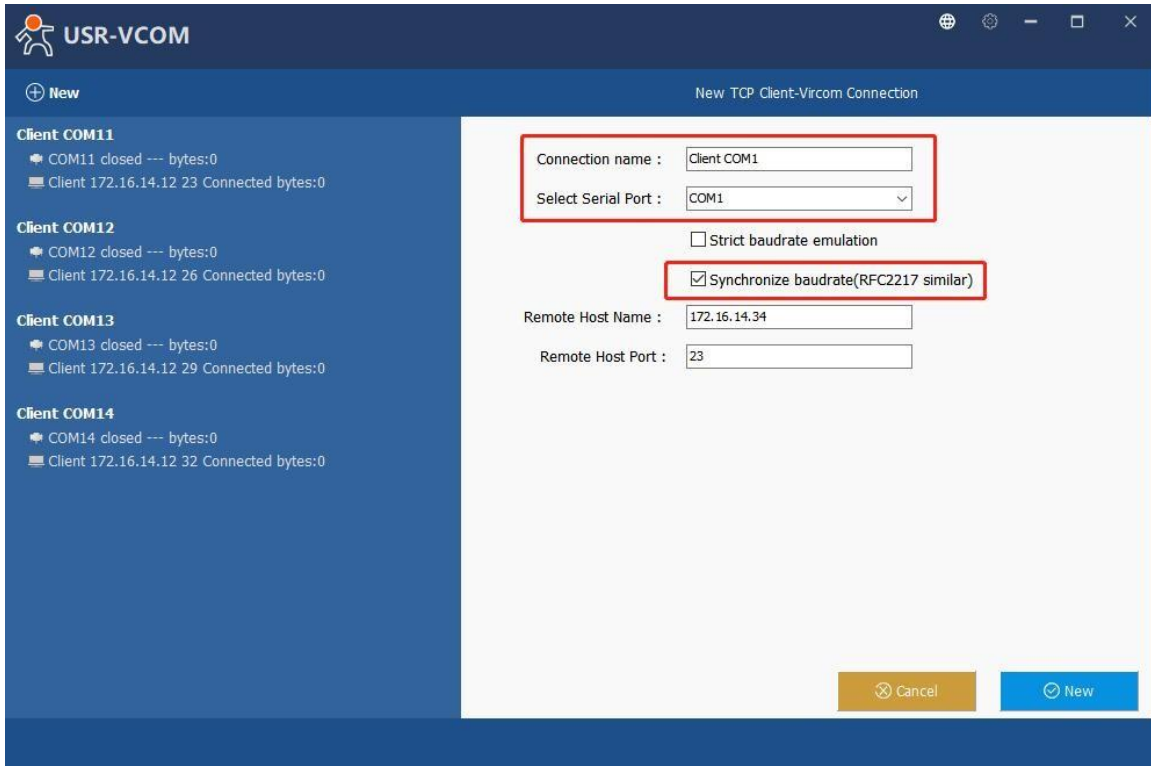 USR-VCOM
New
New TCP Client-Vircom Connection
Client COM11
COM11 closed --- bytes:0
Client 172.16.14.12 23 Connected bytes:0
Client COM12
COM12 closed --- bytes:0
Client 172.16.14.12 26 Connected bytes:0
Client COM13
COM13 closed --- bytes:0
Client 172.16.14.12 29 Connected bytes:0
Client COM14
COM14 closed --- bytes:0
Client 172.16.14.12 32 Connected bytes:0
Connection name : Client COM1
Select Serial Port : COM1
Strict baudrate emulation
Synchronize baudrate(RFC2217 similar)
Remote Host Name : 172.16.14.34
Remote Host Port : 23
Cancel New